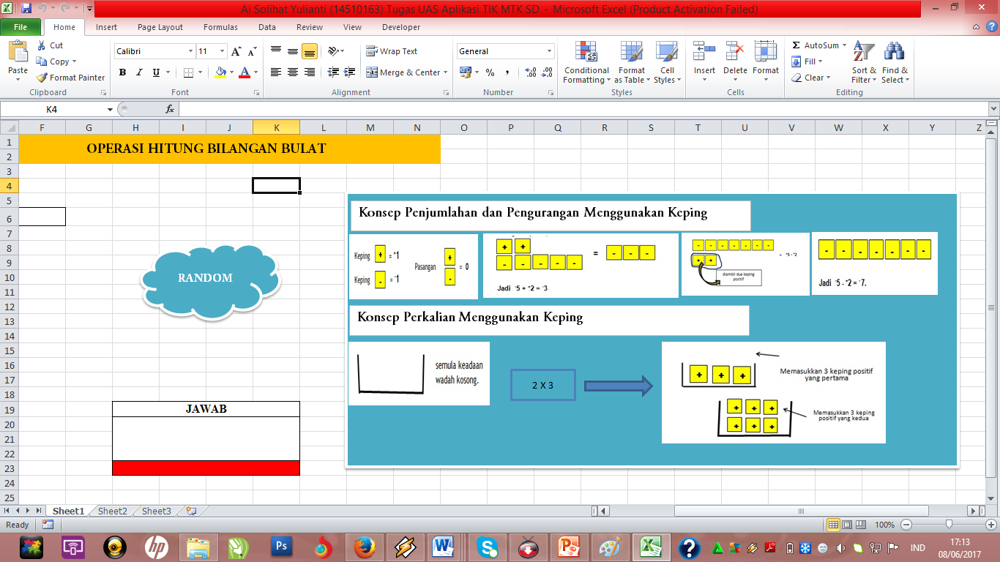 Ai Solihat Yulianti (14510163) Tugas UAS Aplikasi TIK MTK SD - Microsoft Excel (Product Activation Failed)
File Home Insert Page Layout Formulas Data Review View Developer
Paste
Cut
Copy
Format Painter
Clipboard
Calibri 11
B I U
Font
Wrap Text
Merge & Center
Alignment
General
Number
Conditional Formatting
Format as Table
Cell Styles
Styles
Insert Delete Format
Cells
AutoSum
Fill
Clear
Sort & Filter
Find & Select
Editing
K4
fx
F G H I J K L M N O P Q R S T U V W X Y Z
1
2
3
4
5
6
7
8
9
10
11
12
13
14
15
16
17
18
19
20
21
22
23
24
25
OPERASI HITUNG BILANGAN BULAT
RANDOM
JAWAB
Konsep Penjumlahan dan Pengurangan Menggunakan Keping
Keping + = ⁺1
Keping - = ⁻1
Pasangan + - = 0
+ +
- - - - - = - - -
Jadi ⁻5 + ⁺2 = ⁻3
- - - - - - -
+ + = ⁻5 - ⁺2
diambil dua keping
positif
- - - - - - -
Jadi ⁻5 - ⁺2 = ⁻7.
Konsep Perkalian Menggunakan Keping
semula keadaan
wadah kosong.
2 X 3
+ + +
Memasukkan 3 keping positif
yang pertama
+ + +
+ + +
Memasukkan 3 keping
positif yang kedua
Sheet1 Sheet2 Sheet3
Ready
100%
IND
17:13
08/06/2017